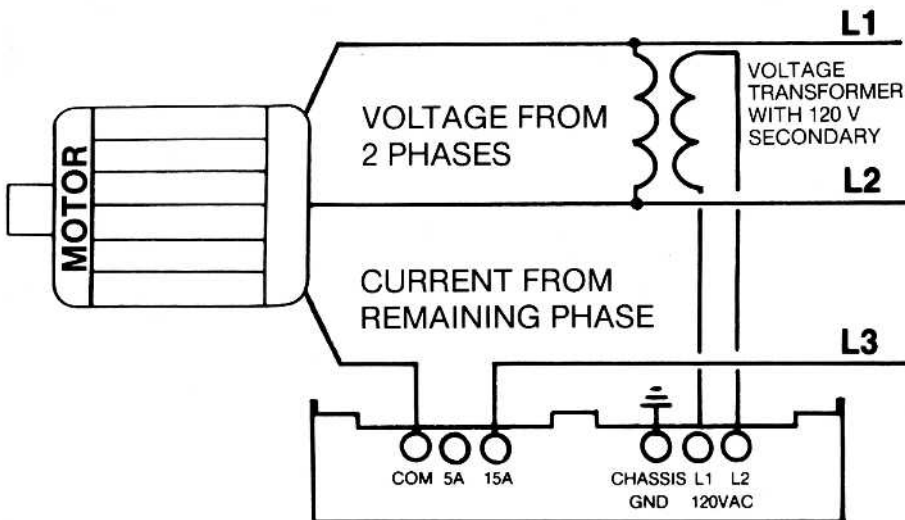 L1
VOLTAGE
TRANSFORMER
WITH 120 V
SECONDARY
VOLTAGE FROM
2 PHASES
MOTOR
L2
CURRENT FROM
REMAINING PHASE
L3
COM 5A 15A
CHASSIS L1 L2
GND 120VAC